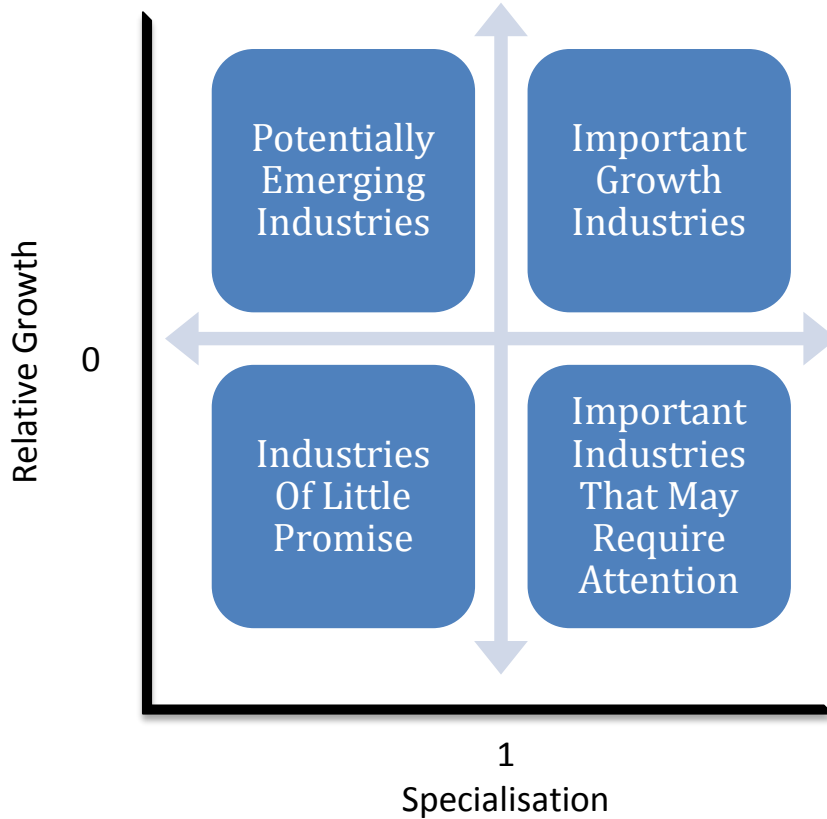 Potentially
Emerging
Industries
Important
Growth
Industries
Relative Growth
0
Industries
Of Little
Promise
Important
Industries
That May
Require
Attention
1
Specialisation